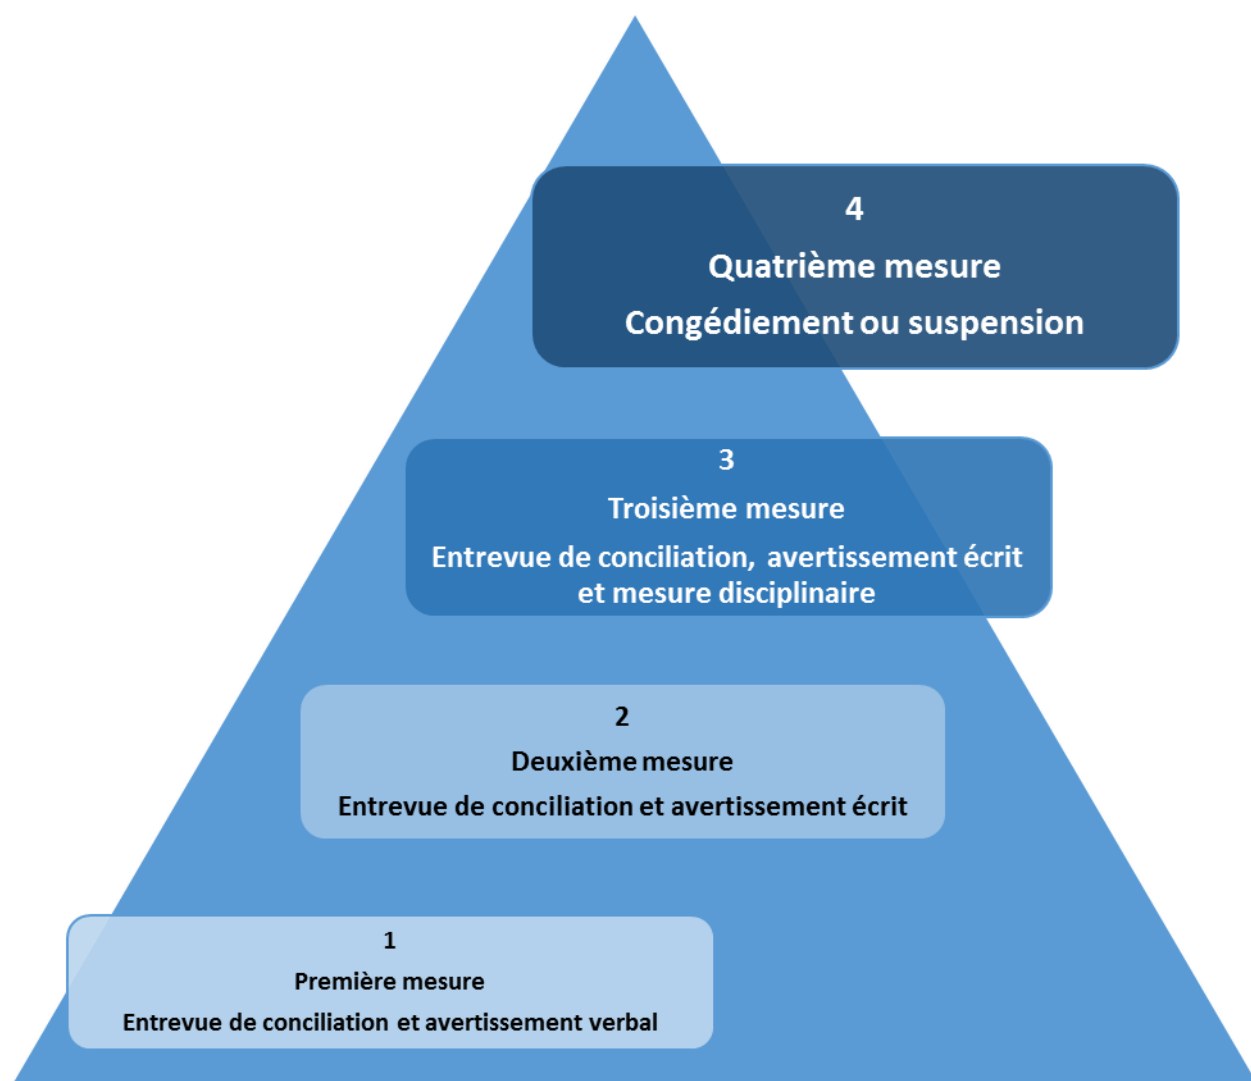 4
Quatrième mesure
Congédiement ou suspension
3
Troisième mesure
Entrevue de conciliation, avertissement écrit
et mesure disciplinaire
2
Deuxième mesure
Entrevue de conciliation et avertissement écrit
1
Première mesure
Entrevue de conciliation et avertissement verbal